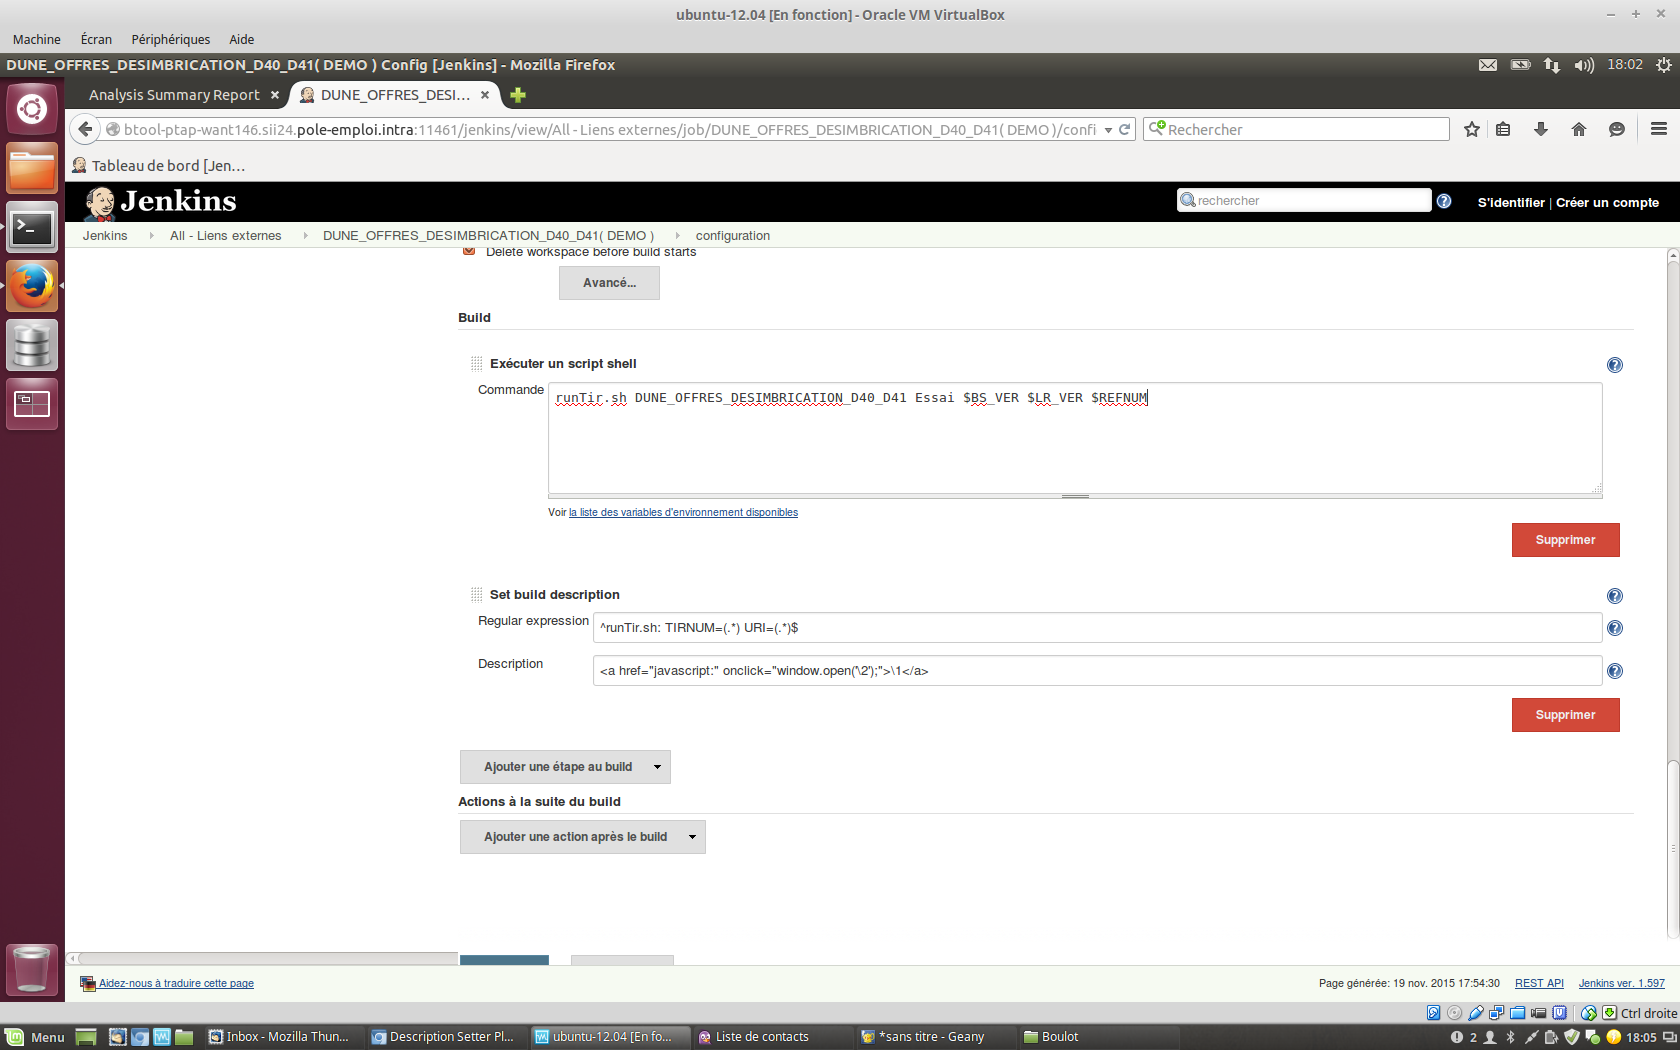 ubuntu-12.04 [En fonction] - Oracle VM VirtualBox
Machine Écran Périphériques Aide
DUNE_OFFRES_DESIMBRICATION_D40_D41( DEMO ) Config [Jenkins] - Mozilla Firefox 18:02
Analysis Summary Report DUNE_OFFRES_DESI...
btool-ptap-want146.sii24.pole-emploi.intra:11461/jenkins/view/All - Liens externes/job/DUNE_OFFRES_DESIMBRICATION_D40_D41( DEMO )/confi Rechercher
Tableau de bord [Jen...
Jenkins rechercher S'identifier | Créer un compte
Jenkins All - Liens externes DUNE_OFFRES_DESIMBRICATION_D40_D41( DEMO ) configuration
Delete workspace before build starts
Avancé...
Build
Exécuter un script shell
Commande runTir.sh DUNE_OFFRES_DESIMBRICATION_D40_D41 Essai $BS_VER $LR_VER $REFNUM
Voir la liste des variables d'environnement disponibles
Supprimer
Set build description
Regular expression ^runTir.sh: TIRNUM=(.*) URI=(.*)$
Description <a href="javascript:" onclick="window.open('\2');">\1</a>
Supprimer
Ajouter une étape au build
Actions à la suite du build
Ajouter une action après le build
Aidez-nous à traduire cette page Page générée: 19 nov. 2015 17:54:30 REST API Jenkins ver. 1.597
Ctrl droite
Menu Inbox - Mozilla Thun... Description Setter Pl... ubuntu-12.04 [En fo... Liste de contacts *sans titre - Geany Boulot 2 18:05